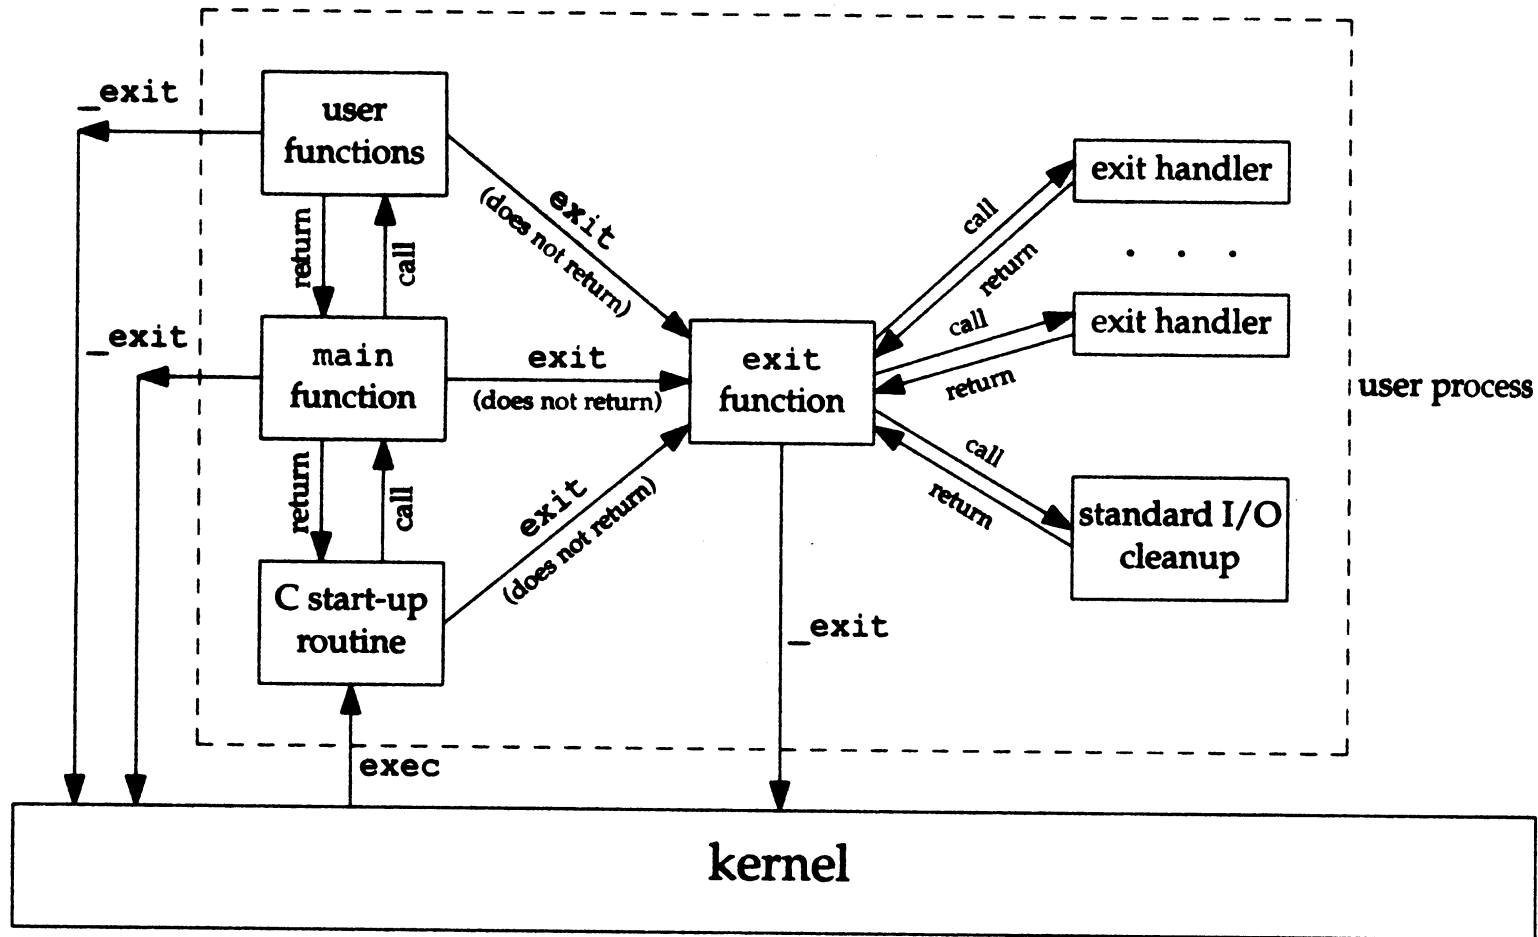 _exit
user
functions
exit
(does not return)
return
call
exit handler
call
return
. . .
_exit
main
function
exit
(does not return)
exit
function
call
return
exit handler
user process
return
call
exit
(does not return)
call
return
standard I/O
cleanup
C start-up
routine
_exit
exec
kernel